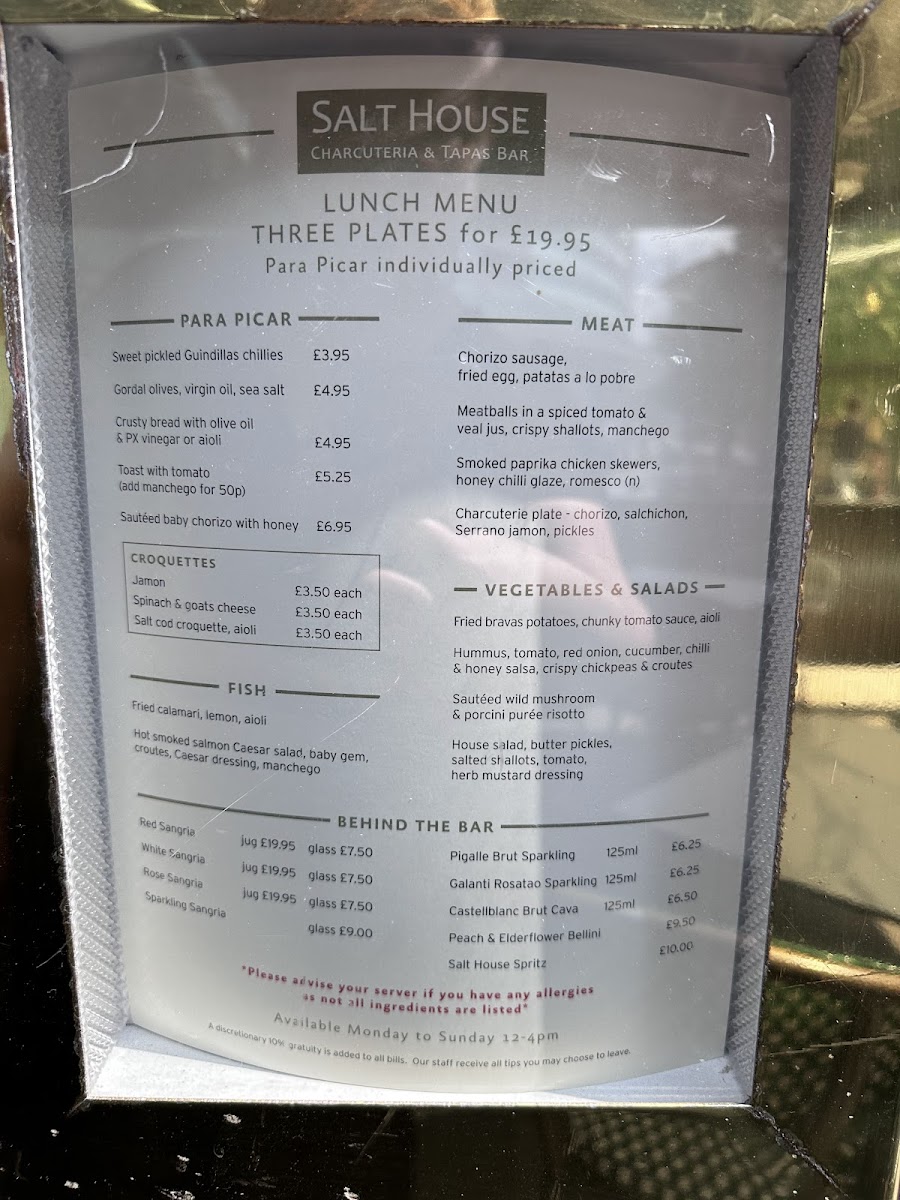 SALT HOUSE
CHARCUTERIA & TAPAS BAR
LUNCH MENU
THREE PLATES for £19.95
Para Picar individually priced
PARA PICAR
Sweet pickled Guindillas chillies £3.95
Gordal olives, virgin oil, sea salt £4.95
Crusty bread with olive oil
& PX vinegar or aioli £4.95
Toast with tomato £5.25
(add manchego for 50p)
Sautéed baby chorizo with honey £6.95
CROQUETTES
Jamon £3.50 each
Spinach & goats cheese £3.50 each
Salt cod croquette, aioli £3.50 each
FISH
Fried calamari, lemon, aioli
Hot smoked salmon Caesar salad, baby gem,
croutes, Caesar dressing, manchego
MEAT
Chorizo sausage,
fried egg, patatas a lo pobre
Meatballs in a spiced tomato &
veal jus, crispy shallots, manchego
Smoked paprika chicken skewers,
honey chilli glaze, romesco (n)
Charcuterie plate - chorizo, salchichon,
Serrano jamon, pickles
VEGETABLES & SALADS
Fried bravas potatoes, chunky tomato sauce, aioli
Hummus, tomato, red onion, cucumber, chilli
& honey salsa, crispy chickpeas & croutes
Sautéed wild mushroom
& porcini purée risotto
House salad, butter pickles,
salted shallots, tomato,
herb mustard dressing
BEHIND THE BAR
Red Sangria jug £19.95 glass £7.50
White Sangria jug £19.95 glass £7.50
Rose Sangria jug £19.95 glass £7.50
Sparkling Sangria glass £9.00
Pigalle Brut Sparkling 125ml £6.25
Galanti Rosatao Sparkling 125ml £6.25
Castellblanc Brut Cava 125ml £6.50
Peach & Elderflower Bellini £9.50
Salt House Spritz £10.00
*Please advise your server if you have any allergies
as not all ingredients are listed*
Available Monday to Sunday 12-4pm
A discretionary 10% gratuity is added to all bills. Our staff receive all tips you may choose to leave.